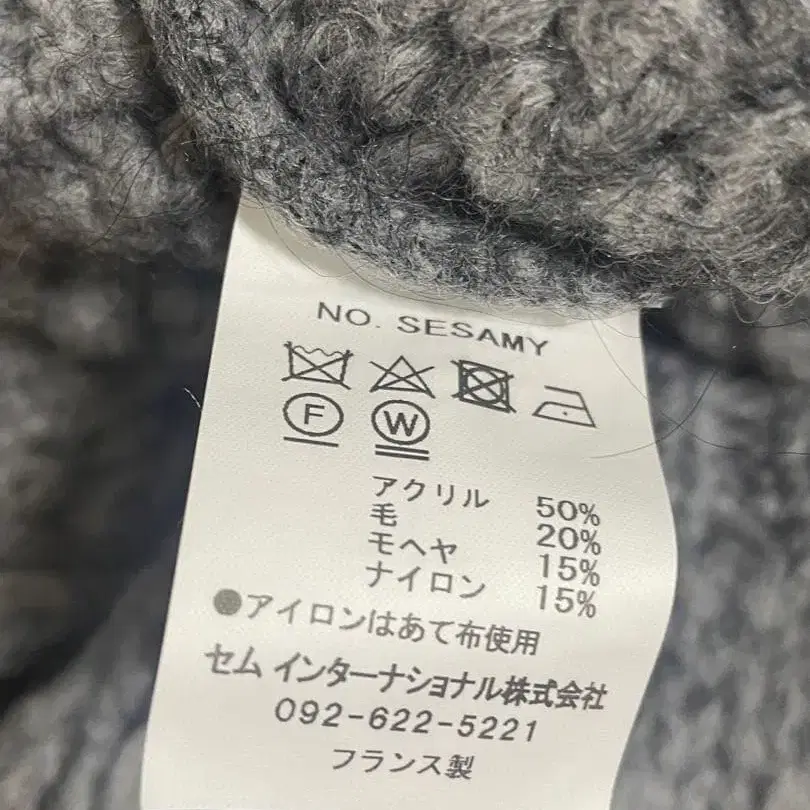 NO. SESAMY
F W
アクリル 50%
毛 20%
モヘヤ 15%
ナイロン 15%
●アイロンはあて布使用
セム インターナショナル株式会社
092-622-5221
フランス製